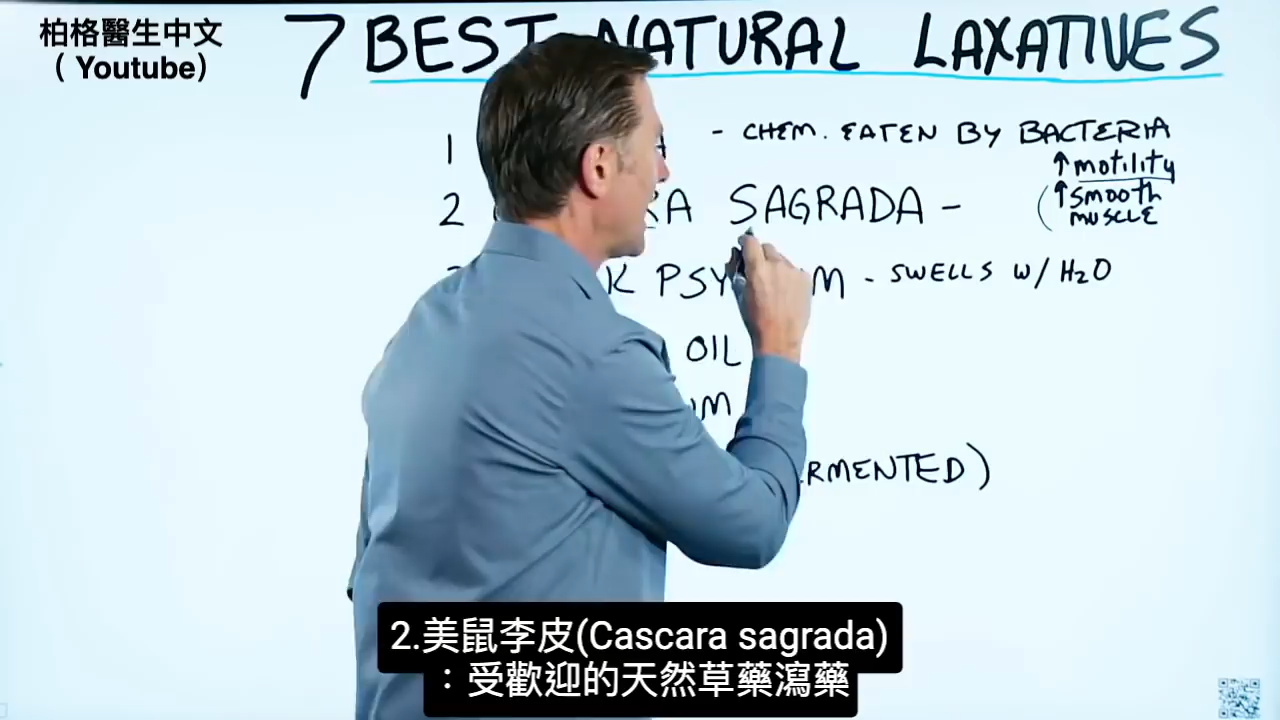 柏格醫生中文
( Youtube)
7 BEST NATURAL LAXATIVES
1 - CHEM. EATEN BY BACTERIA
↑ motility
2 SAGRADA - (↑ smooth
MUSCLE
PSY M - SWELLS W/ H₂O
OIL
RMENTED)
2.美鼠李皮(Cascara sagrada)
：受歡迎的天然草藥瀉藥